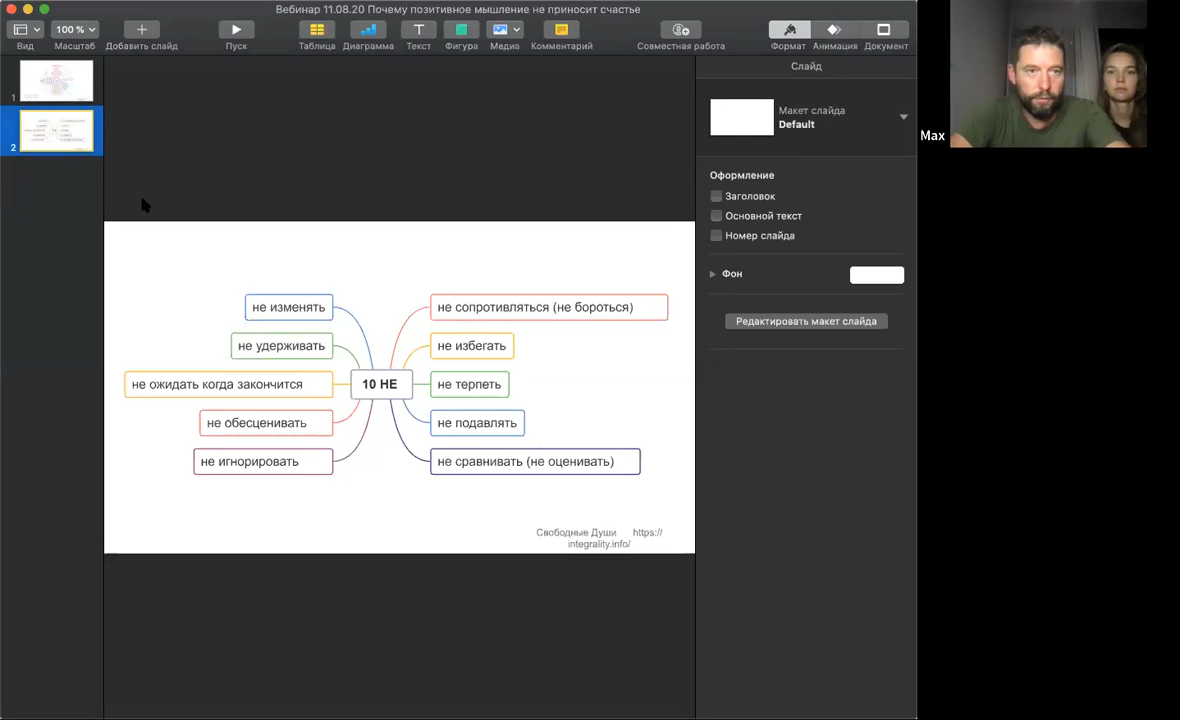 Вебинар 11.08.20 Почему позитивное мышление не приносит счастье
100 %
Вид
Масштаб
Добавить слайд
Пуск
Таблица
Диаграмма
Текст
Фигура
Медиа
Комментарий
Совместная работа
Формат
Анимация
Документ
Слайд
Макет слайда
Default
Оформление
Заголовок
Основной текст
Номер слайда
Фон
Редактировать макет слайда
1
2
не изменять
не удерживать
не ожидать когда закончится
не обесценивать
не игнорировать
10 НЕ
не сопротивляться (не бороться)
не избегать
не терпеть
не подавлять
не сравнивать (не оценивать)
Свободные Души https://
integrality.info/
Max